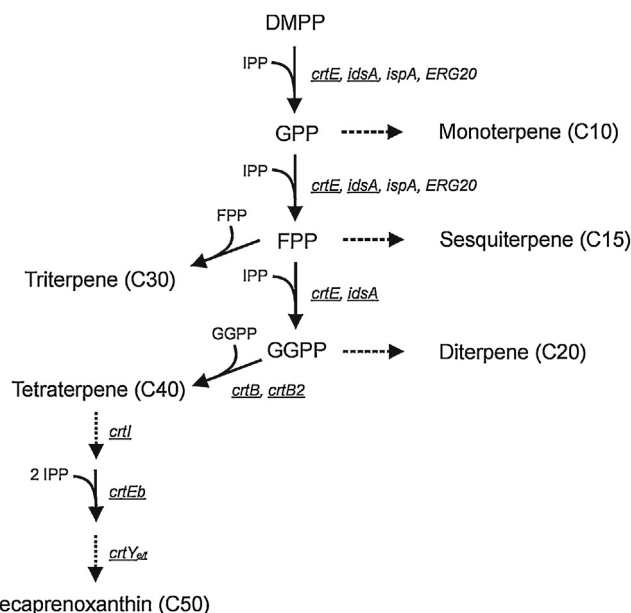 DMPP
IPP
crtE, idsA, ispA, ERG20
GPP
Monoterpene (C10)
IPP
crtE, idsA, ispA, ERG20
FPP
FPP
Sesquiterpene (C15)
Triterpene (C30)
IPP
crtE, idsA
GGPP
GGPP
Diterpene (C20)
Tetraterpene (C40)
crtB, crtB2
crtI
2 IPP
crtEb
crtYe/f
ecaprenoxanthin (C50)